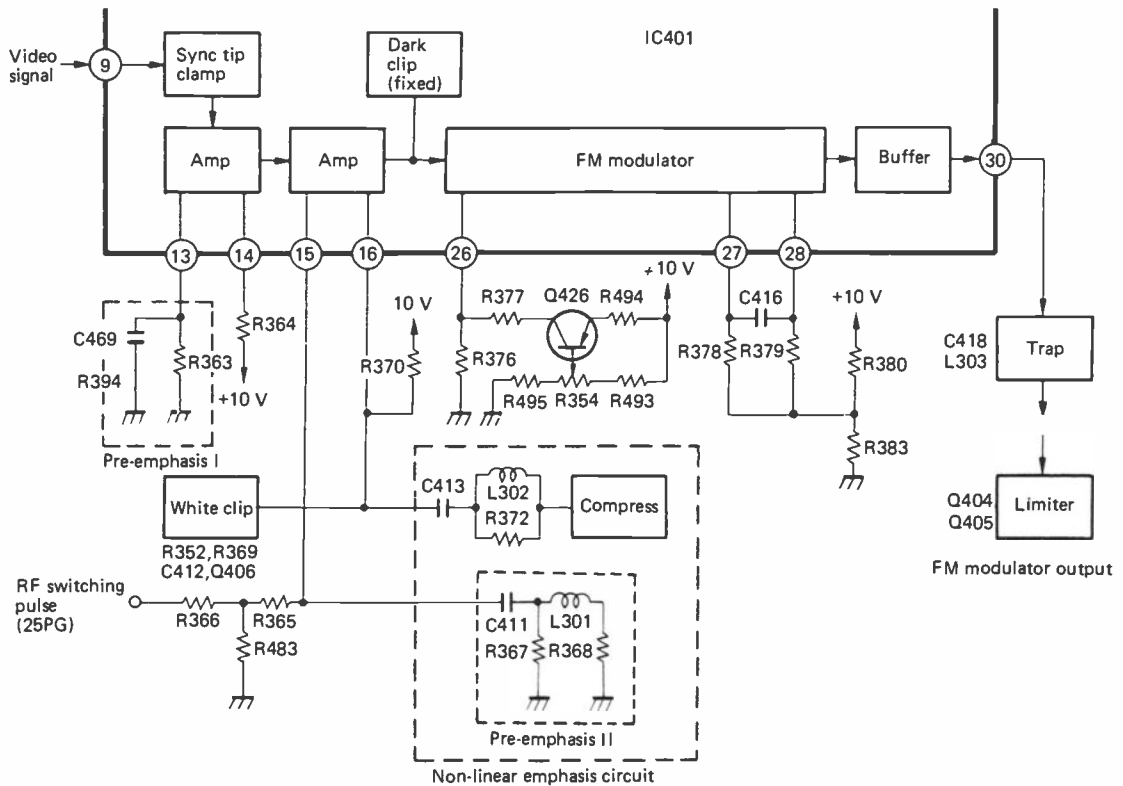 IC401
Video
signal
9
Sync tip
clamp
Dark
clip
(fixed)
Amp
Amp
FM modulator
Buffer
30
13
14
15
16
26
27
28
C469
R394
R363
Pre-emphasis I
R364
+10 V
10 V
R370
R377
Q426
R494
+10 V
R376
R495
R354
R493
C416
R378
R379
+10 V
R380
R383
C418
L303
Trap
Q404
Q405
Limiter
FM modulator output
White clip
R352,R369
C412,Q406
C413
L302
R372
Compress
RF switching
pulse
(25PG)
R366
R365
R483
C411
L301
R367
R368
Pre-emphasis II
Non-linear emphasis circuit